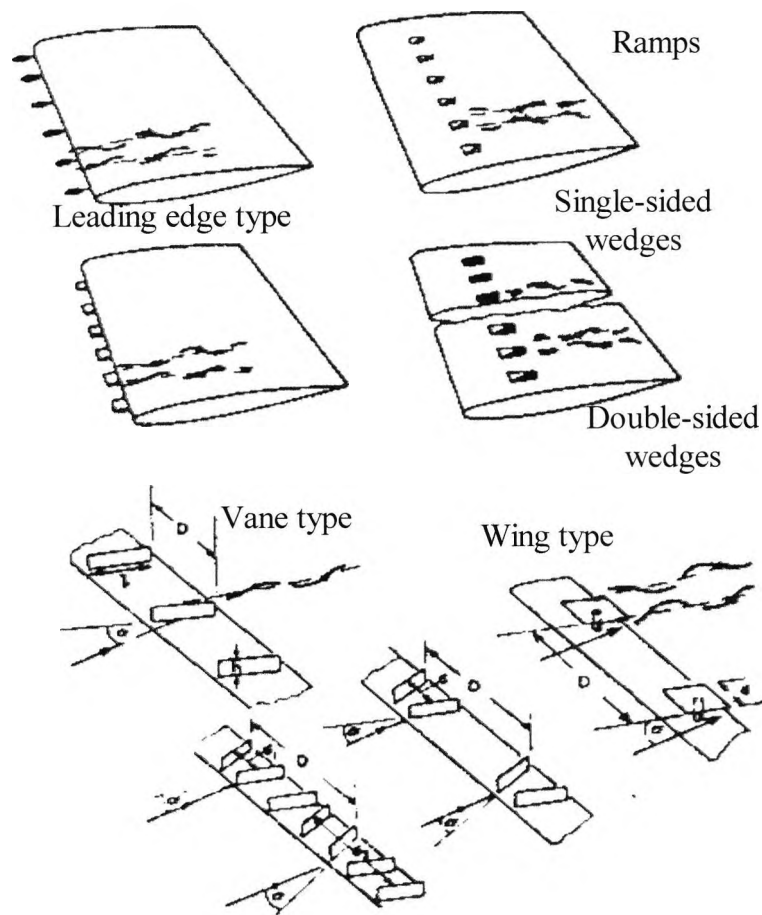 Ramps
Leading edge type
Single-sided
wedges
Double-sided
wedges
Vane type
Wing type
D
l
α
h
D
α
α
D
α
α
D
d
α